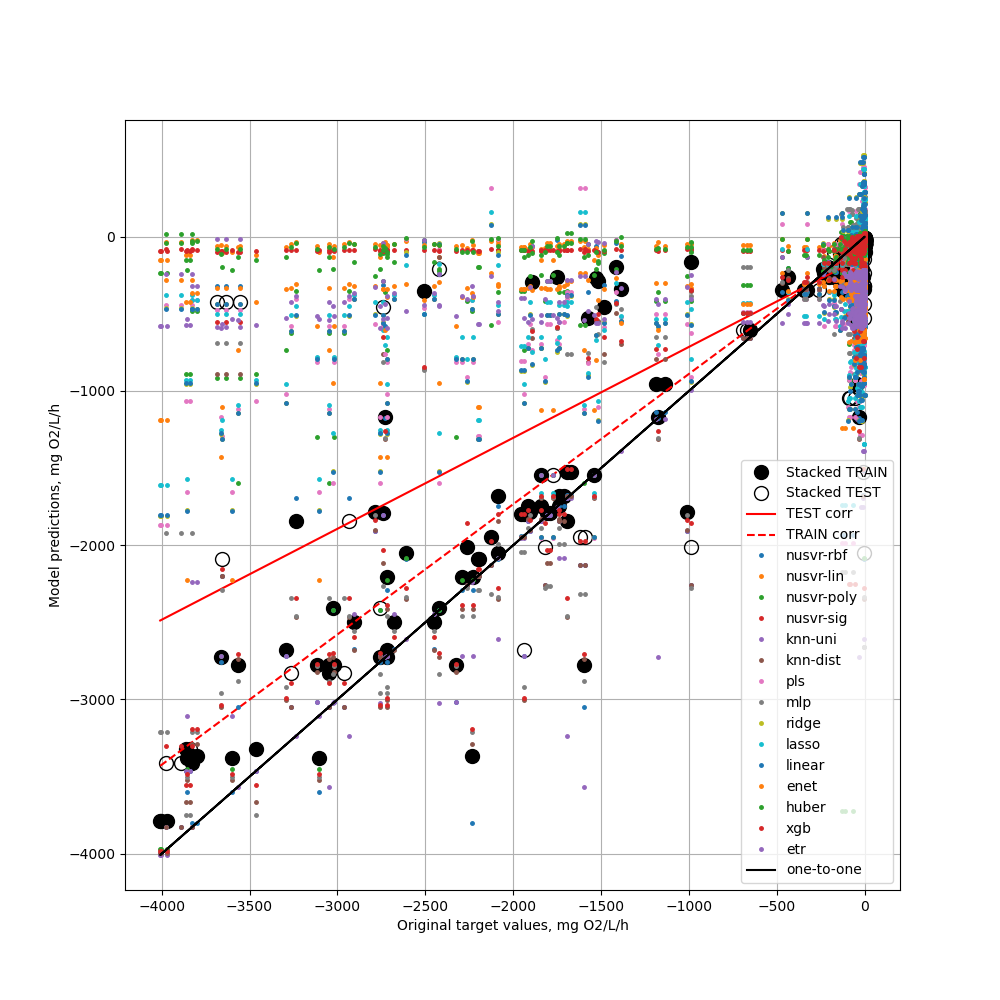 0
−1000
−2000
−3000
−4000
Model predictions, mg O2/L/h
−4000 −3500 −3000 −2500 −2000 −1500 −1000 −500 0
Original target values, mg O2/L/h
Stacked TRAIN
Stacked TEST
TEST corr
TRAIN corr
nusvr-rbf
nusvr-lin
nusvr-poly
nusvr-sig
knn-uni
knn-dist
pls
mlp
ridge
lasso
linear
enet
huber
xgb
etr
one-to-one